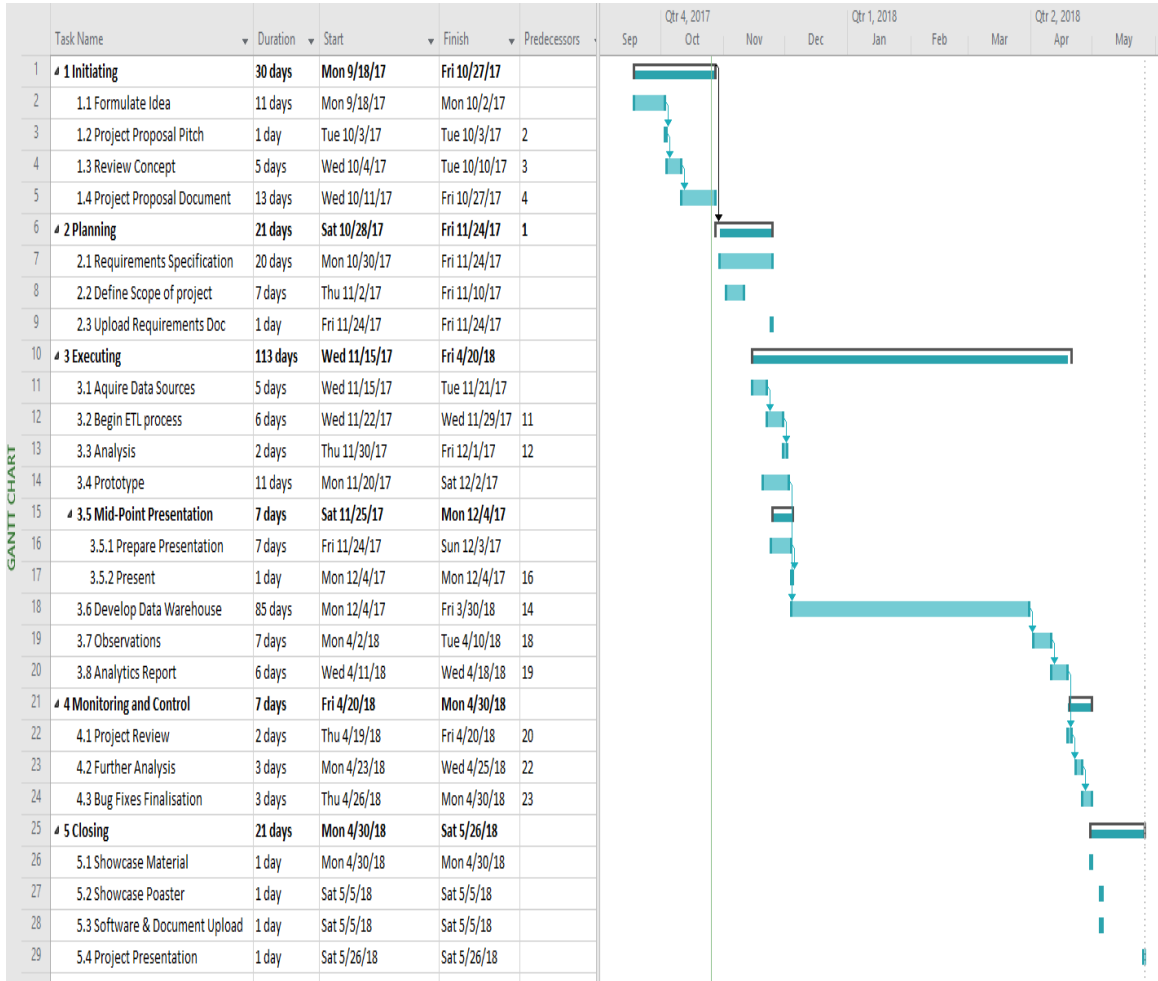 GANTT CHART
Qtr 4, 2017 Qtr 1, 2018 Qtr 2, 2018
Task Name Duration Start Finish Predecessors Sep Oct Nov Dec Jan Feb Mar Apr May
1 1 Initiating 30 days Mon 9/18/17 Fri 10/27/17
2 1.1 Formulate Idea 11 days Mon 9/18/17 Mon 10/2/17
3 1.2 Project Proposal Pitch 1 day Tue 10/3/17 Tue 10/3/17 2
4 1.3 Review Concept 5 days Wed 10/4/17 Tue 10/10/17 3
5 1.4 Project Proposal Document 13 days Wed 10/11/17 Fri 10/27/17 4
6 2 Planning 21 days Sat 10/28/17 Fri 11/24/17 1
7 2.1 Requirements Specification 20 days Mon 10/30/17 Fri 11/24/17
8 2.2 Define Scope of project 7 days Thu 11/2/17 Fri 11/10/17
9 2.3 Upload Requirements Doc 1 day Fri 11/24/17 Fri 11/24/17
10 3 Executing 113 days Wed 11/15/17 Fri 4/20/18
11 3.1 Aquire Data Sources 5 days Wed 11/15/17 Tue 11/21/17
12 3.2 Begin ETL process 6 days Wed 11/22/17 Wed 11/29/17 11
13 3.3 Analysis 2 days Thu 11/30/17 Fri 12/1/17 12
14 3.4 Prototype 11 days Mon 11/20/17 Sat 12/2/17
15 3.5 Mid-Point Presentation 7 days Sat 11/25/17 Mon 12/4/17
16 3.5.1 Prepare Presentation 7 days Fri 11/24/17 Sun 12/3/17
17 3.5.2 Present 1 day Mon 12/4/17 Mon 12/4/17 16
18 3.6 Develop Data Warehouse 85 days Mon 12/4/17 Fri 3/30/18 14
19 3.7 Observations 7 days Mon 4/2/18 Tue 4/10/18 18
20 3.8 Analytics Report 6 days Wed 4/11/18 Wed 4/18/18 19
21 4 Monitoring and Control 7 days Fri 4/20/18 Mon 4/30/18
22 4.1 Project Review 2 days Thu 4/19/18 Fri 4/20/18 20
23 4.2 Further Analysis 3 days Mon 4/23/18 Wed 4/25/18 22
24 4.3 Bug Fixes Finalisation 3 days Thu 4/26/18 Mon 4/30/18 23
25 5 Closing 21 days Mon 4/30/18 Sat 5/26/18
26 5.1 Showcase Material 1 day Mon 4/30/18 Mon 4/30/18
27 5.2 Showcase Poaster 1 day Sat 5/5/18 Sat 5/5/18
28 5.3 Software & Document Upload 1 day Sat 5/5/18 Sat 5/5/18
29 5.4 Project Presentation 1 day Sat 5/26/18 Sat 5/26/18